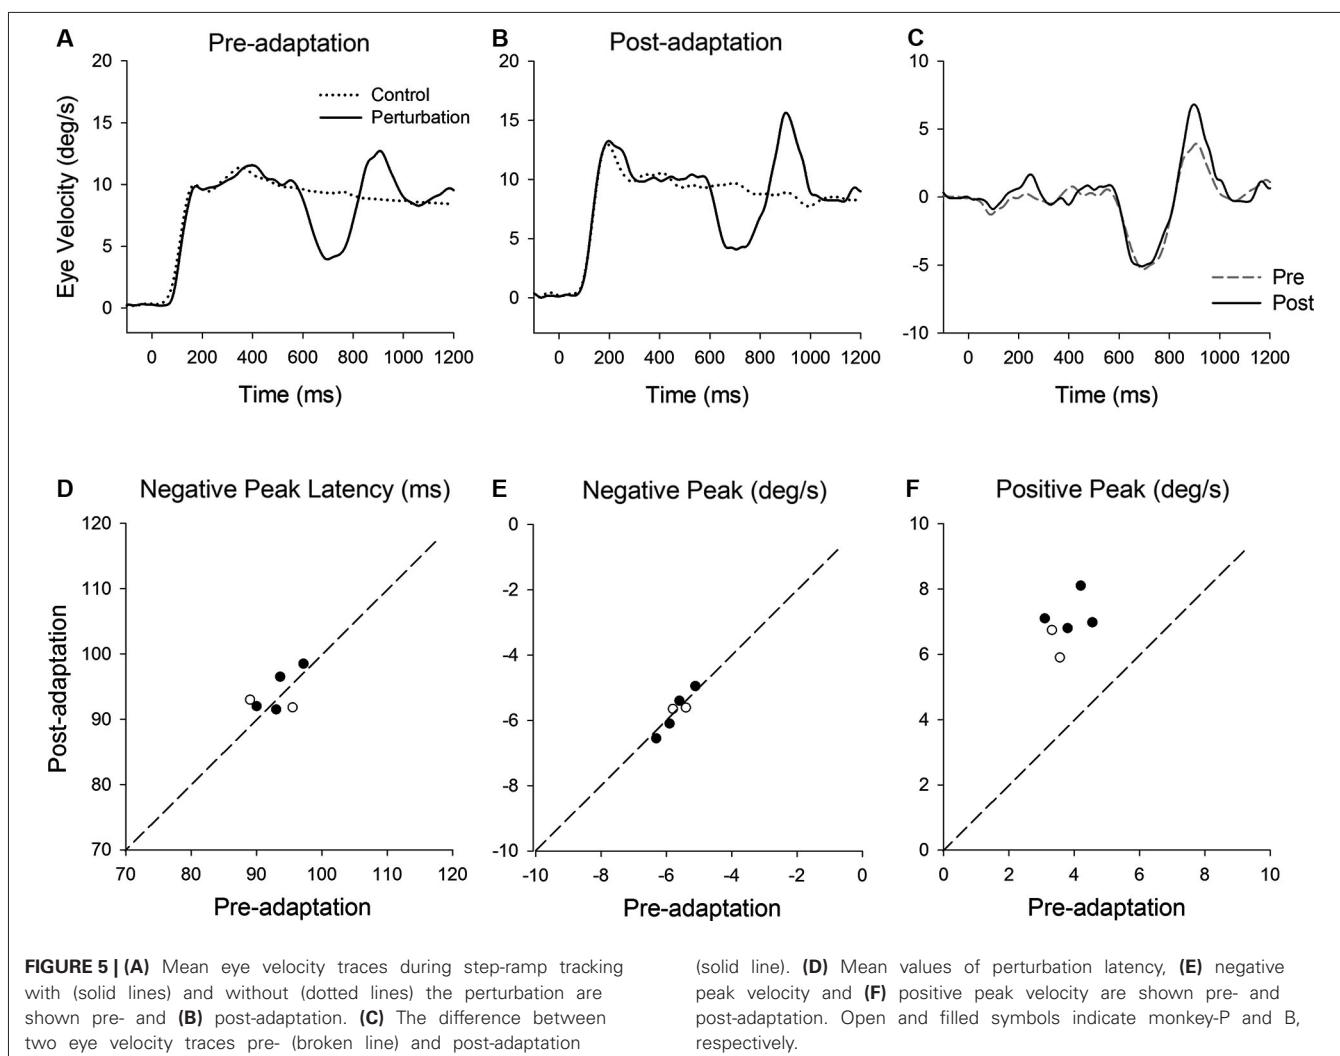 A
Pre-adaptation
20
15
10
5
0
Eye Velocity (deg/s)
Control
Perturbation
0 200 400 600 800 1000 1200
Time (ms)
B
Post-adaptation
20
15
10
5
0
0 200 400 600 800 1000 1200
Time (ms)
C
10
5
0
-5
-10
Pre
Post
0 200 400 600 800 1000 1200
Time (ms)
D
Negative Peak Latency (ms)
120
110
100
90
80
70
Post-adaptation
70 80 90 100 110 120
Pre-adaptation
E
Negative Peak (deg/s)
0
-2
-4
-6
-8
-10
-10 -8 -6 -4 -2 0
Pre-adaptation
F
Positive Peak (deg/s)
10
8
6
4
2
0
0 2 4 6 8 10
Pre-adaptation
FIGURE 5 | (A) Mean eye velocity traces during step-ramp tracking
with (solid lines) and without (dotted lines) the perturbation are
shown pre- and (B) post-adaptation. (C) The difference between
two eye velocity traces pre- (broken line) and post-adaptation
(solid line). (D) Mean values of perturbation latency, (E) negative
peak velocity and (F) positive peak velocity are shown pre- and
post-adaptation. Open and filled symbols indicate monkey-P and B,
respectively.